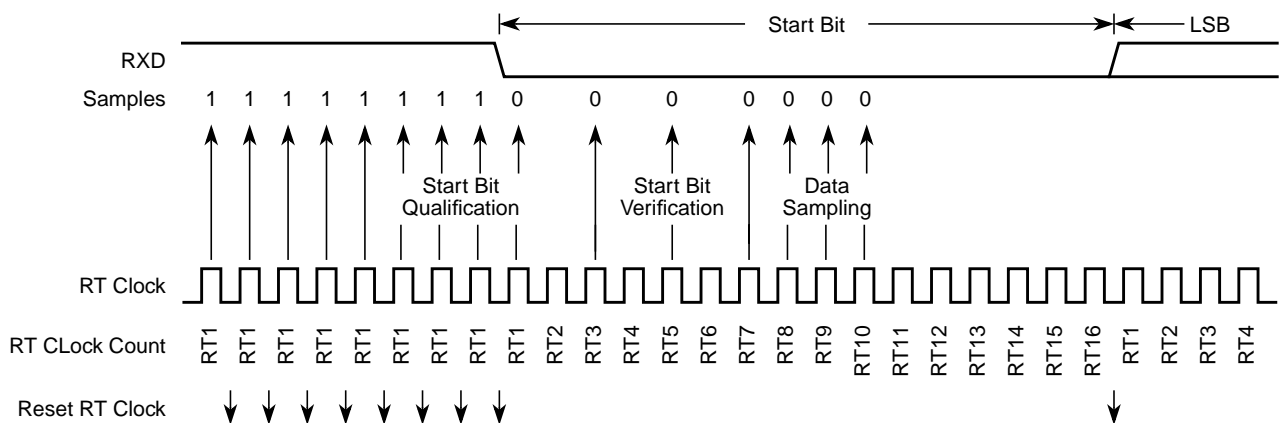 Start Bit LSB
RXD
Samples 1 1 1 1 1 1 1 1 0 0 0 0 0 0 0
Start Bit
Qualification
Start Bit
Verification
Data
Sampling
RT Clock
RT CLock Count RT1 RT1 RT1 RT1 RT1 RT1 RT1 RT1 RT1 RT2 RT3 RT4 RT5 RT6 RT7 RT8 RT9 RT10 RT11 RT12 RT13 RT14 RT15 RT16 RT1 RT2 RT3 RT4
Reset RT Clock